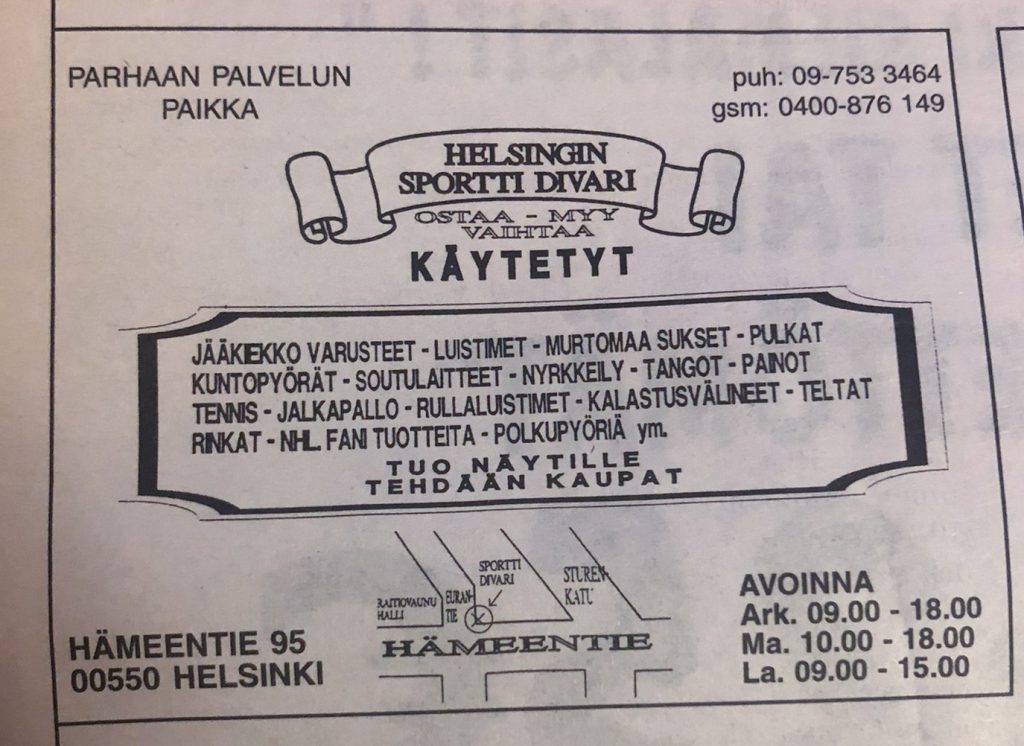 PARHAAN PALVELUN
PAIKKA
puh: 09-753 3464
gsm: 0400-876 149
HELSINGIN
SPORTTI DIVARI
OSTAA - MYY
VAIHTAA
KÄYTETYT
JÄÄKIEKKO VARUSTEET - LUISTIMET - MURTOMAA SUKSET - PULKAT
KUNTOPYÖRÄT - SOUTULAITTEET - NYRKKEILY - TANGOT - PAINOT
TENNIS - JALKAPALLO - RULLALUISTIMET - KALASTUSVÄLINEET - TELTAT
RINKAT - NHL FANI TUOTTEITA - POLKUPYÖRIÄ ym.
TUO NÄYTILLE
TEHDÄÄN KAUPAT
RAITIOVAUNU
HALLI
EURAN-
TIE
SPORTTI
DIVARI
STUREN-
KATU
HÄMEENTIE
HÄMEENTIE 95
00550 HELSINKI
AVOINNA
Ark. 09.00 - 18.00
Ma. 10.00 - 18.00
La. 09.00 - 15.00